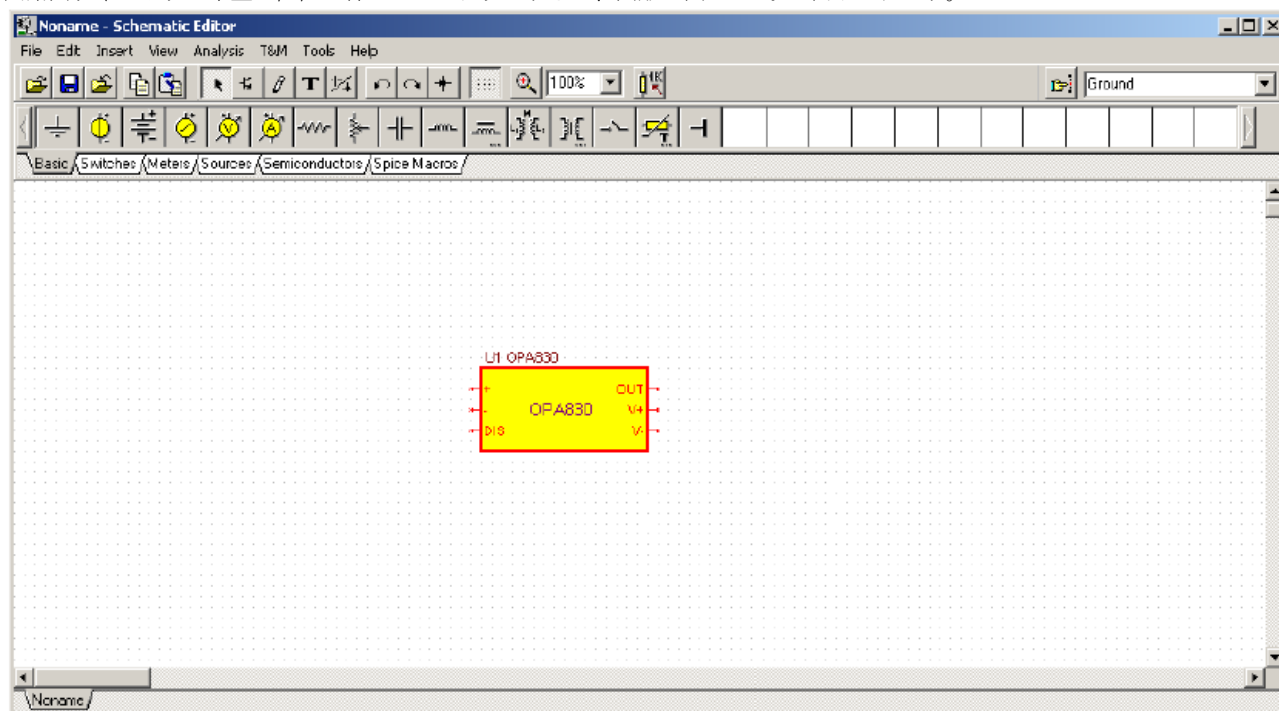 Noname - Schematic Editor
File Edit Insert View Analysis T&M Tools Help
T 100% Ground
Basic Switches Meters Sources Semiconductors Spice Macros
U1 OPA830
+ OUT
- OPA830 V+
DIS V-
Noname